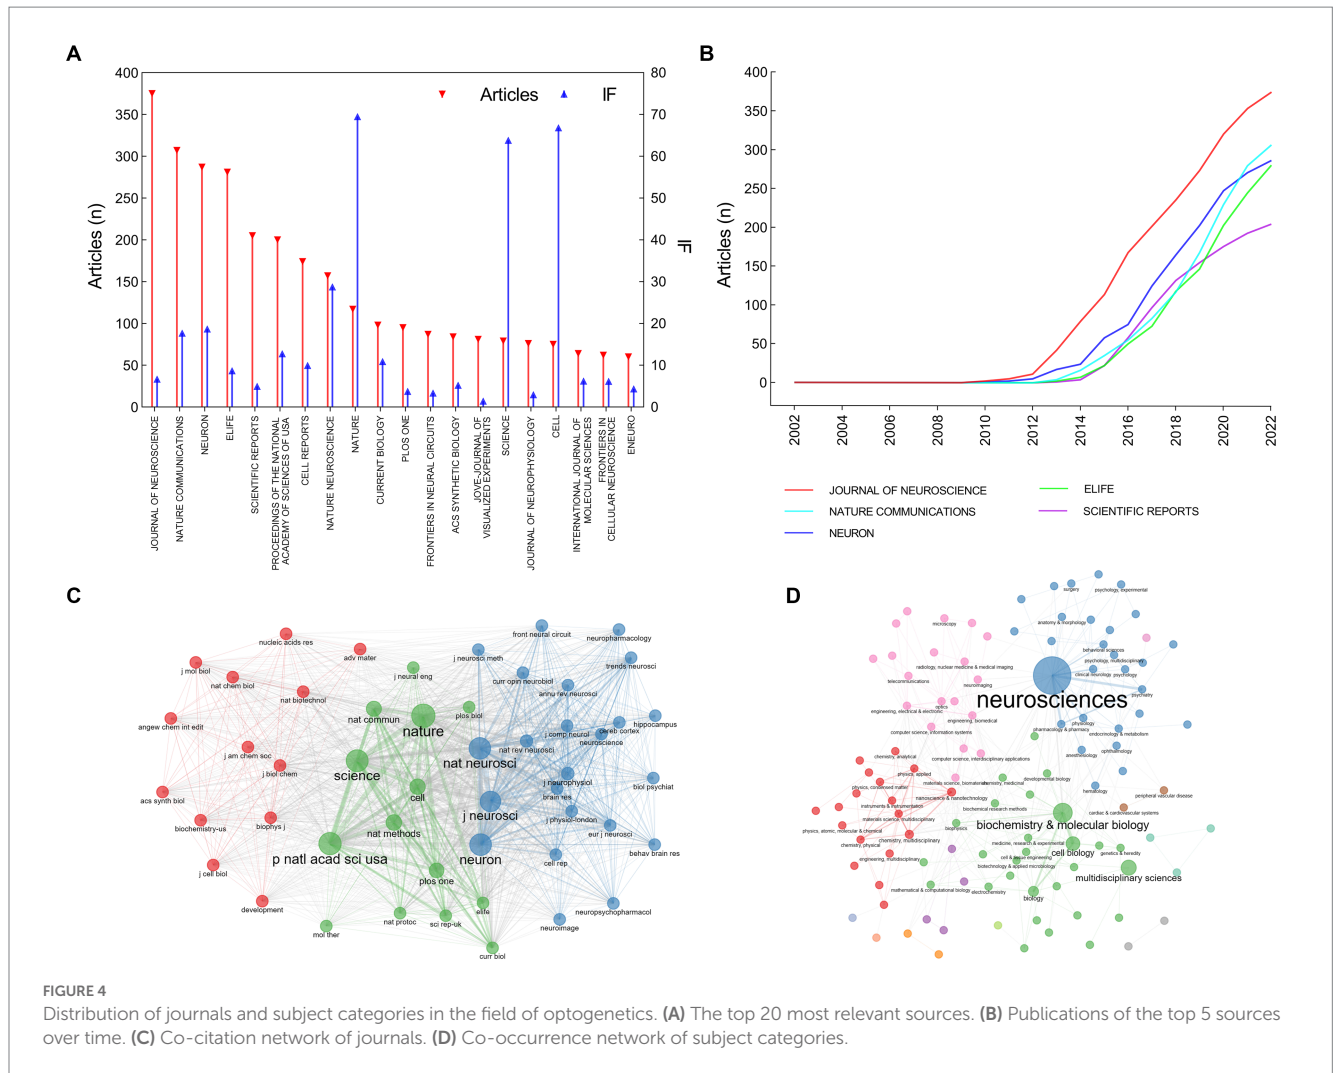 A
400
350
300
250
200
150
100
50
0
Articles (n)
Articles
IF
80
70
60
50
40
30
20
10
0
IF
JOURNAL OF NEUROSCIENCE
NATURE COMMUNICATIONS
NEURON
ELIFE
SCIENTIFIC REPORTS
PROCEEDINGS OF THE NATIONAL
ACADEMY OF SCIENCES OF USA
CELL REPORTS
NATURE NEUROSCIENCE
NATURE
CURRENT BIOLOGY
PLOS ONE
FRONTIERS IN NEURAL CIRCUITS
ACS SYNTHETIC BIOLOGY
JOVE-JOURNAL OF
VISUALIZED EXPERIMENTS
SCIENCE
JOURNAL OF NEUROPHYSIOLOGY
CELL
INTERNATIONAL JOURNAL OF
MOLECULAR SCIENCES
FRONTIERS IN
CELLULAR NEUROSCIENCE
ENEURO
B
400
350
300
250
200
150
100
50
0
Articles (n)
2002
2004
2006
2008
2010
2012
2014
2016
2018
2020
2022
JOURNAL OF NEUROSCIENCE
NATURE COMMUNICATIONS
NEURON
ELIFE
SCIENTIFIC REPORTS
C
nucleic acids res
adv mater
j mol biol
nat chem biol
nat biotechnol
angew chem int edit
j am chem soc
j biol chem
acs synth biol
biochemistry-us
biophys j
j cell biol
development
j neural eng
nat commun
nature
plos biol
science
cell
nat methods
p natl acad sci usa
plos one
elife
nat protoc
sci rep-uk
mol ther
curr biol
front neural circuit
neuropharmacology
j neurosci meth
trends neurosci
curr opin neurobiol
annu rev neurosci
hippocampus
j comp neurol
cereb cortex
neuroscience
nat rev neurosci
nat neurosci
j neurophysiol
biol psychiat
brain res
j neurosci
j physiol-london
eur j neurosci
neuron
behav brain res
cell rep
neuropsychopharmacol
neuroimage
D
surgery
psychology, experimental
anatomy & morphology
microscopy
behavioral sciences
psychology, multidisciplinary
radiology, nuclear medicine & medical imaging
clinical neurology
psychology
telecommunications
neuroimaging
psychiatry
neurosciences
optics
engineering, electrical & electronic
engineering, biomedical
physiology
computer science, information systems
pharmacology & pharmacy
endocrinology & metabolism
ophthalmology
anesthesiology
chemistry, analytical
computer science, interdisciplinary applications
physics, applied
developmental biology
materials science, biomaterials
chemistry, medicinal
physics, condensed matter
hematology
peripheral vascular disease
nanoscience & nanotechnology
instruments & instrumentation
biochemical research methods
cardiac & cardiovascular systems
materials science, multidisciplinary
biophysics
biochemistry & molecular biology
physics, atomic, molecular & chemical
chemistry, multidisciplinary
medicine, research & experimental
chemistry, physical
cell biology
genetics & heredity
engineering, multidisciplinary
cell & tissue engineering
biotechnology & applied microbiology
multidisciplinary sciences
mathematical & computational biology
electrochemistry
biology
FIGURE 4
Distribution of journals and subject categories in the field of optogenetics. (A) The top 20 most relevant sources. (B) Publications of the top 5 sources
over time. (C) Co-citation network of journals. (D) Co-occurrence network of subject categories.